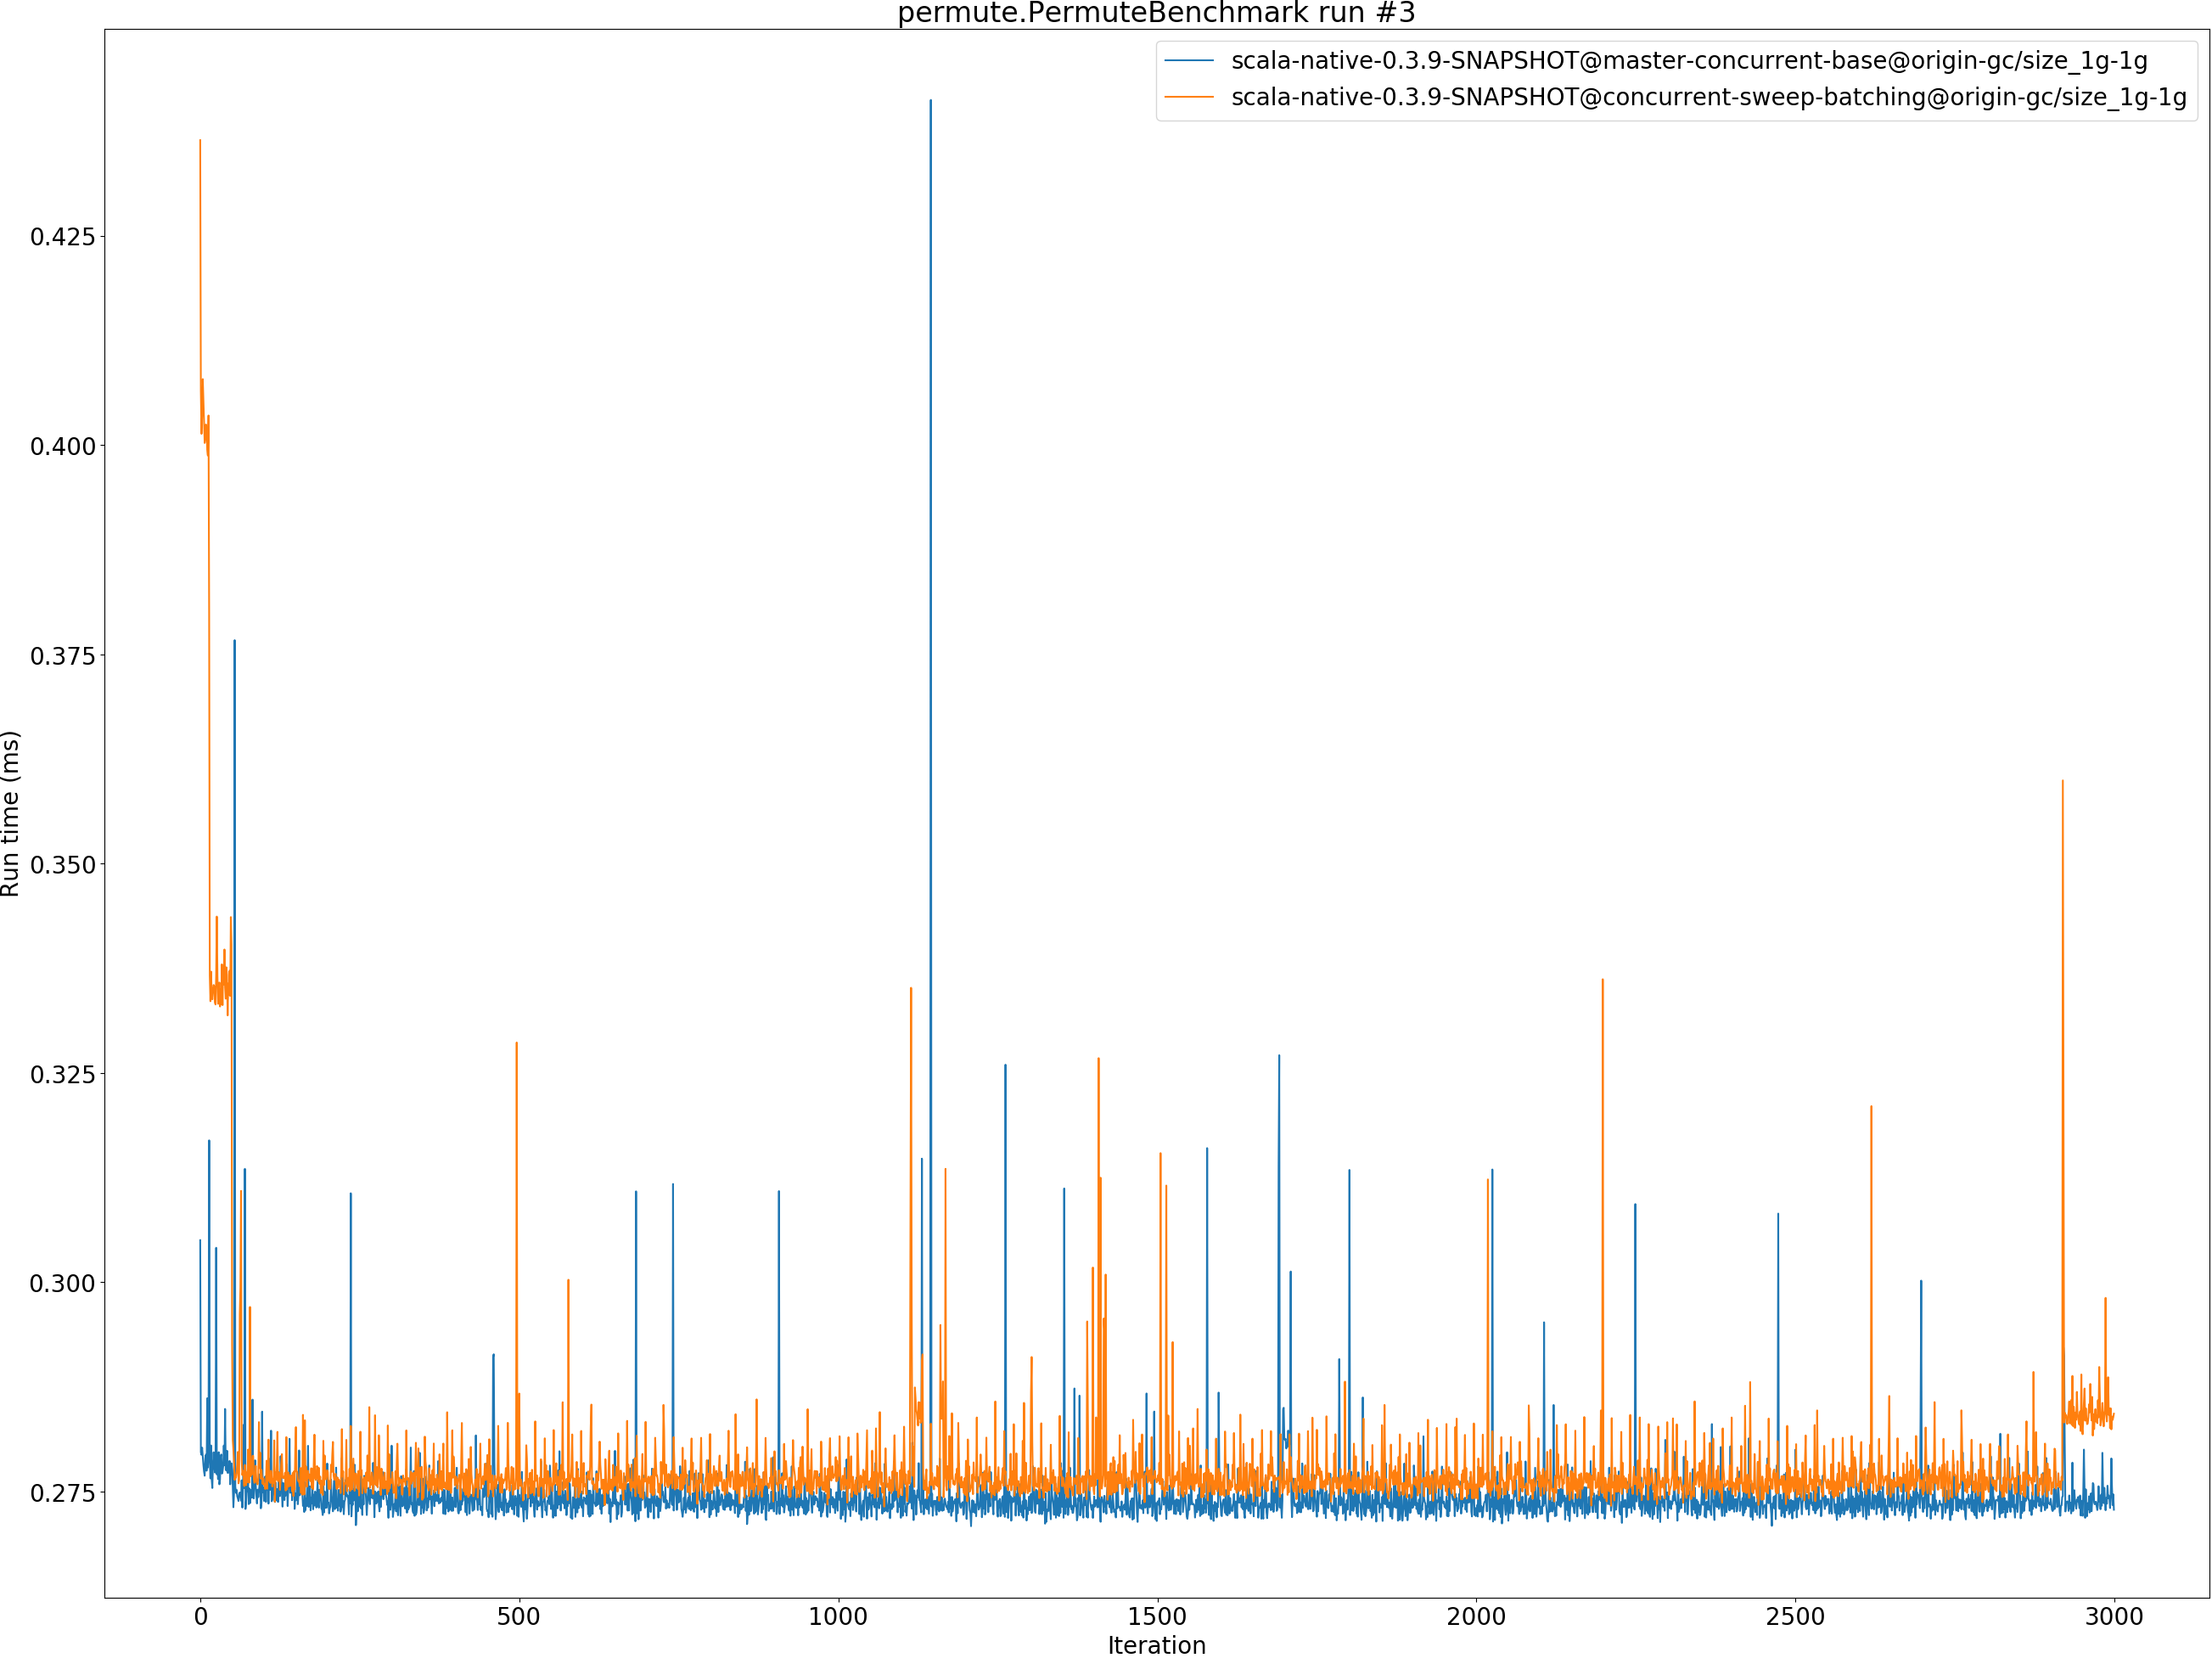 permute.PermuteBenchmark run #3
scala-native-0.3.9-SNAPSHOT@master-concurrent-base@origin-gc/size_1g-1g
scala-native-0.3.9-SNAPSHOT@concurrent-sweep-batching@origin-gc/size_1g-1g
Run time (ms)
0.425
0.400
0.375
0.350
0.325
0.300
0.275
0 500 1000 1500 2000 2500 3000
Iteration